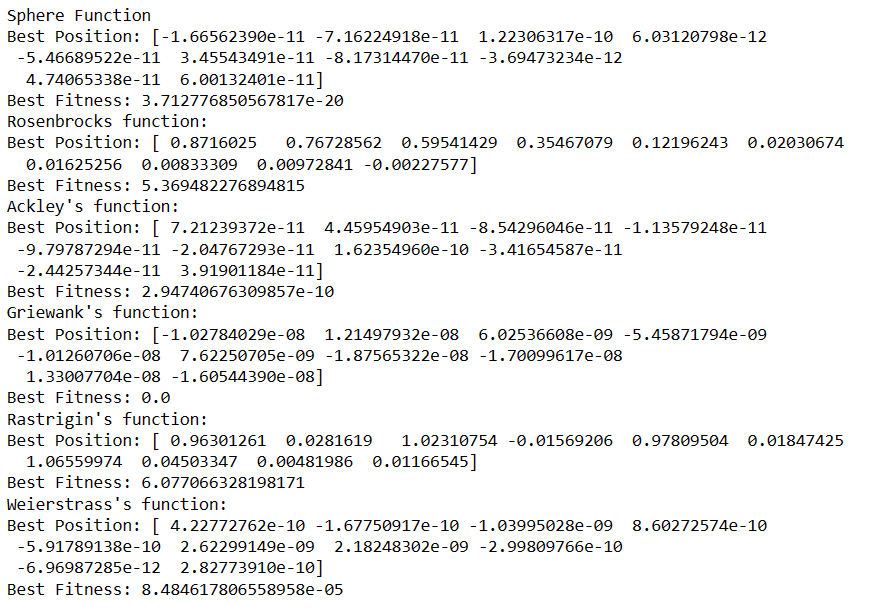 Sphere Function
Best Position: [-1.66562390e-11 -7.16224918e-11  1.22306317e-10  6.03120798e-12
 -5.46689522e-11  3.45543491e-11 -8.17314470e-11 -3.69473234e-12
  4.74065338e-11  6.00132401e-11]
Best Fitness: 3.712776850567817e-20
Rosenbrocks function:
Best Position: [ 0.8716025   0.76728562  0.59541429  0.35467079  0.12196243  0.02030674
  0.01625256  0.00833309  0.00972841 -0.00227577]
Best Fitness: 5.369482276894815
Ackley's function:
Best Position: [ 7.21239372e-11  4.45954903e-11 -8.54296046e-11 -1.13579248e-11
 -9.79787294e-11 -2.04767293e-11  1.62354960e-10 -3.41654587e-11
 -2.44257344e-11  3.91901184e-11]
Best Fitness: 2.94740676309857e-10
Griewank's function:
Best Position: [-1.02784029e-08  1.21497932e-08  6.02536608e-09 -5.45871794e-09
 -1.01260706e-08  7.62250705e-09 -1.87565322e-08 -1.70099617e-08
  1.33007704e-08 -1.60544390e-08]
Best Fitness: 0.0
Rastrigin's function:
Best Position: [ 0.96301261  0.0281619   1.02310754 -0.01569206  0.97809504  0.01847425
  1.06559974  0.04503347  0.00481986  0.01166545]
Best Fitness: 6.077066328198171
Weierstrass's function:
Best Position: [ 4.22772762e-10 -1.67750917e-10 -1.03995028e-09  8.60272574e-10
 -5.91789138e-10  2.62299149e-09  2.18248302e-09 -2.99809766e-10
 -6.96987285e-12  2.82773910e-10]
Best Fitness: 8.484617806558958e-05